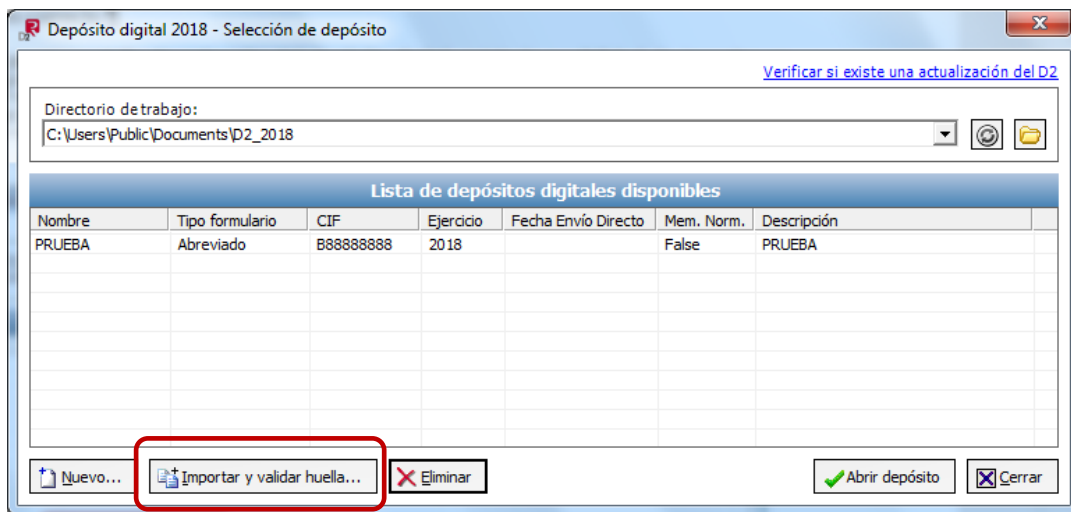 Depósito digital 2018 - Selección de depósito
Verificar si existe una actualización del D2
Directorio de trabajo:
C:\Users\Public\Documents\D2_2018
Lista de depósitos digitales disponibles
Nombre Tipo formulario CIF Ejercicio Fecha Envío Directo Mem. Norm. Descripción
PRUEBA Abreviado B88888888 2018 False PRUEBA
Nuevo... Importar y validar huella... Eliminar Abrir depósito Cerrar